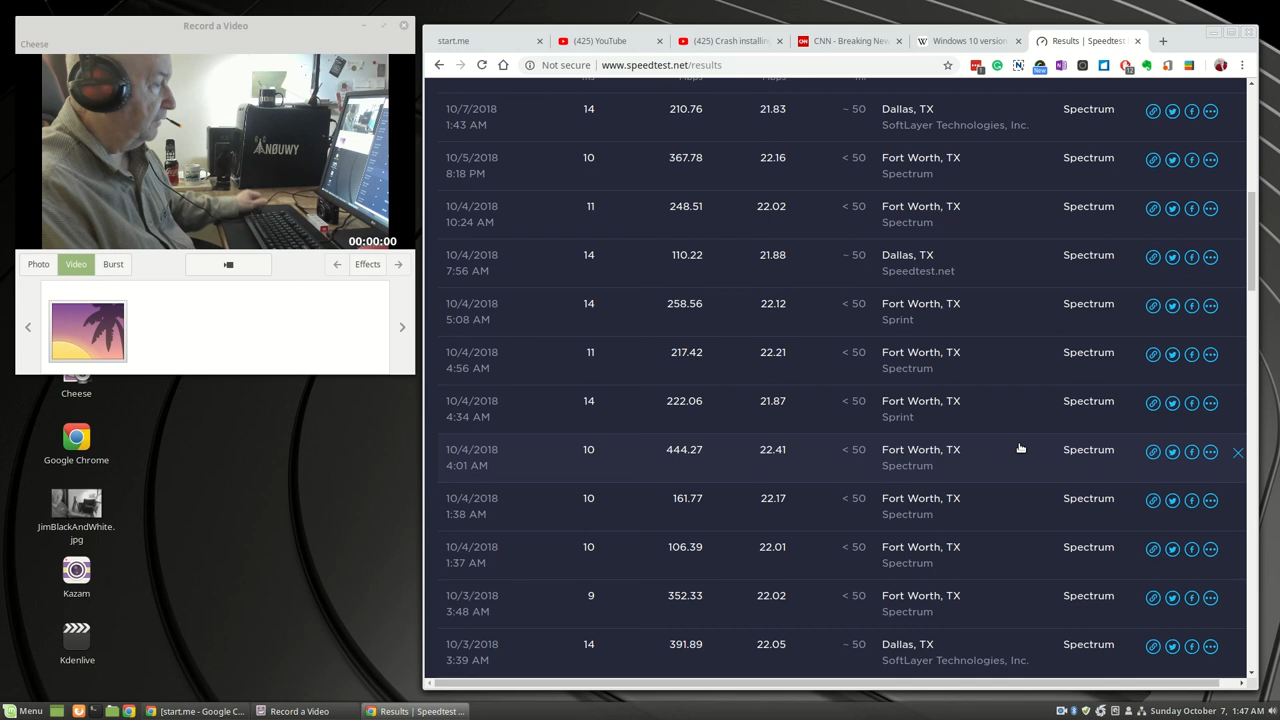 Record a Video
Cheese
NØUWY
00:00:00
Photo
Video
Burst
Effects
Cheese
Google Chrome
JimBlackAndWhite.
jpg
Kazam
Kdenlive
start.me
(425) YouTube
(425) Crash installing
CNN - Breaking New
Windows 10 version
Results | Speedtest
Not secure
www.speedtest.net/results
New
1
12
10/7/2018 14 210.76 21.83 ~ 50 Dallas, TX Spectrum
1:43 AM SoftLayer Technologies, Inc.
10/5/2018 10 367.78 22.16 < 50 Fort Worth, TX Spectrum
8:18 PM Spectrum
10/4/2018 11 248.51 22.02 < 50 Fort Worth, TX Spectrum
10:24 AM Spectrum
10/4/2018 14 110.22 21.88 ~ 50 Dallas, TX Spectrum
7:56 AM Speedtest.net
10/4/2018 14 258.56 22.12 < 50 Fort Worth, TX Spectrum
5:08 AM Sprint
10/4/2018 11 217.42 22.21 < 50 Fort Worth, TX Spectrum
4:56 AM Spectrum
10/4/2018 14 222.06 21.87 < 50 Fort Worth, TX Spectrum
4:34 AM Sprint
10/4/2018 10 444.27 22.41 < 50 Fort Worth, TX Spectrum
4:01 AM Spectrum
10/4/2018 10 161.77 22.17 < 50 Fort Worth, TX Spectrum
1:38 AM Spectrum
10/4/2018 10 106.39 22.01 < 50 Fort Worth, TX Spectrum
1:37 AM Spectrum
10/3/2018 9 352.33 22.02 < 50 Fort Worth, TX Spectrum
3:48 AM Spectrum
10/3/2018 14 391.89 22.05 ~ 50 Dallas, TX Spectrum
3:39 AM SoftLayer Technologies, Inc.
Menu
[start.me - Google C...
Record a Video
Results | Speedtest ...
Sunday October 7, 1:47 AM